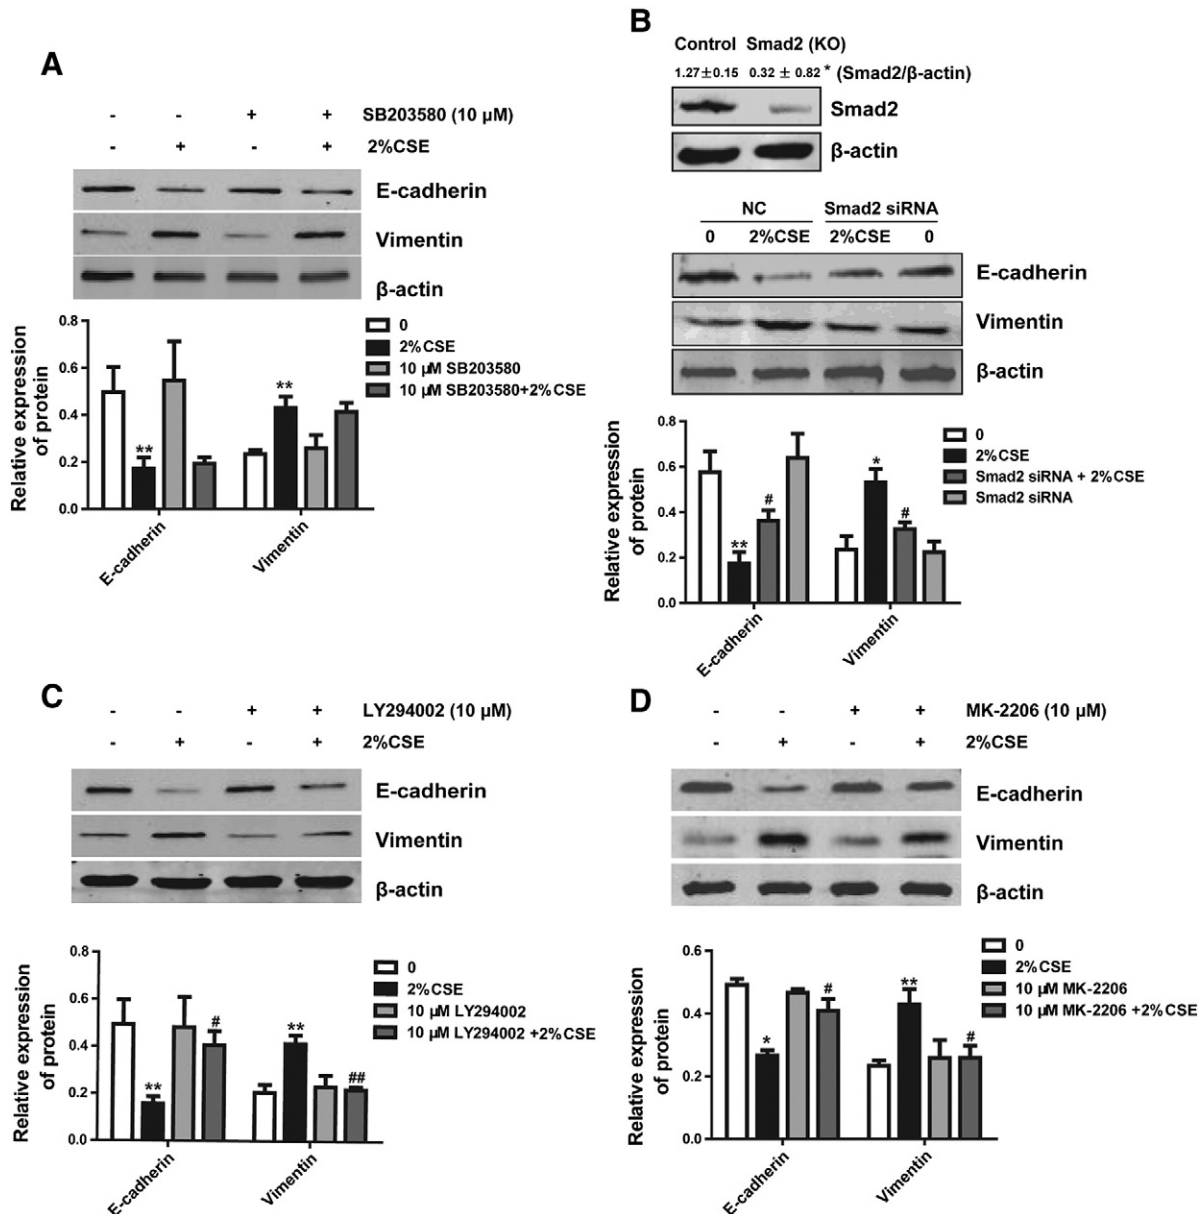 A
- - + + SB203580 (10 µM)
- + - + 2%CSE
E-cadherin
Vimentin
β-actin
0.8
0.6
0.4
0.2
0.0
Relative expression
of protein
**
**
E-cadherin
Vimentin
0
2%CSE
10 µM SB203580
10 µM SB203580+2%CSE
B
Control Smad2 (KO)
1.27±0.15 0.32 ± 0.82 * (Smad2/β-actin)
Smad2
β-actin
NC Smad2 siRNA
0 2%CSE 2%CSE 0
E-cadherin
Vimentin
β-actin
0.8
0.6
0.4
0.2
0.0
Relative expression
of protein
**
#
*
#
E-cadherin
Vimentin
0
2%CSE
Smad2 siRNA + 2%CSE
Smad2 siRNA
C
- - + + LY294002 (10 µM)
- + - + 2%CSE
E-cadherin
Vimentin
β-actin
0.8
0.6
0.4
0.2
0.0
Relative expression
of protein
**
#
**
##
E-cadherin
Vimentin
0
2%CSE
10 µM LY294002
10 µM LY294002 +2%CSE
D
- - + + MK-2206 (10 µM)
- + - + 2%CSE
E-cadherin
Vimentin
β-actin
0.6
0.4
0.2
0.0
Relative expression
of protein
*
#
**
#
E-cadherin
Vimentin
0
2%CSE
10 µM MK-2206
10 µM MK-2206 +2%CSE